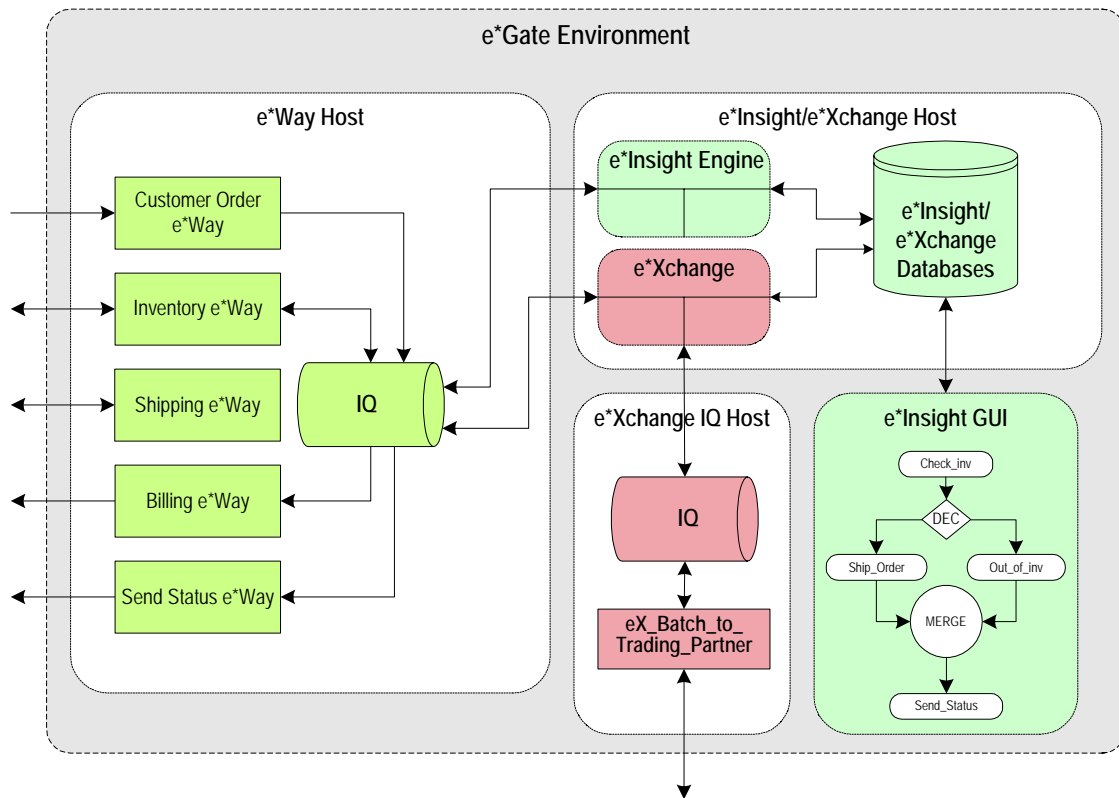 e*Gate Environment
e*Way Host
Customer Order
e*Way
Inventory e*Way
Shipping e*Way
Billing e*Way
Send Status e*Way
IQ
e*Insight/e*Xchange Host
e*Insight Engine
e*Xchange
e*Insight/
e*Xchange
Databases
e*Xchange IQ Host
IQ
eX_Batch_to_
Trading_Partner
e*Insight GUI
Check_inv
DEC
Ship_Order
Out_of_inv
MERGE
Send_Status